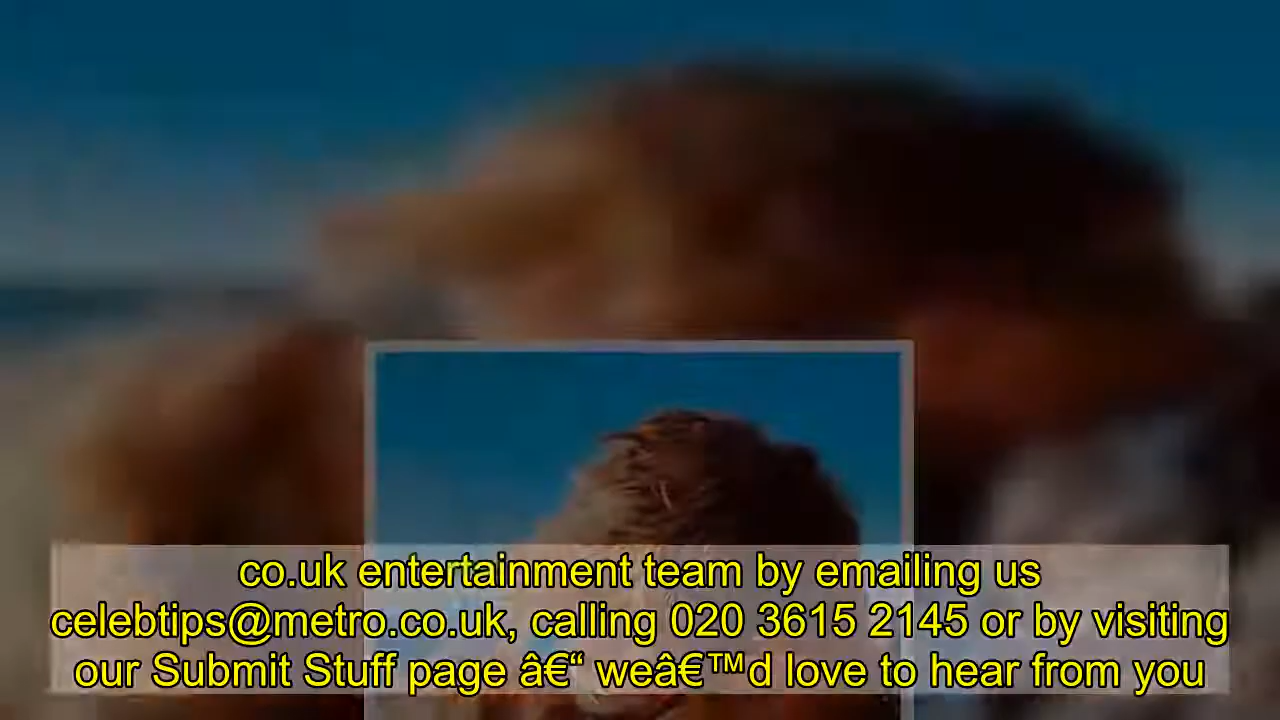 co.uk entertainment team by emailing us
celebtips@metro.co.uk, calling 020 3615 2145 or by visiting
our Submit Stuff page â€“ weâ€™d love to hear from you